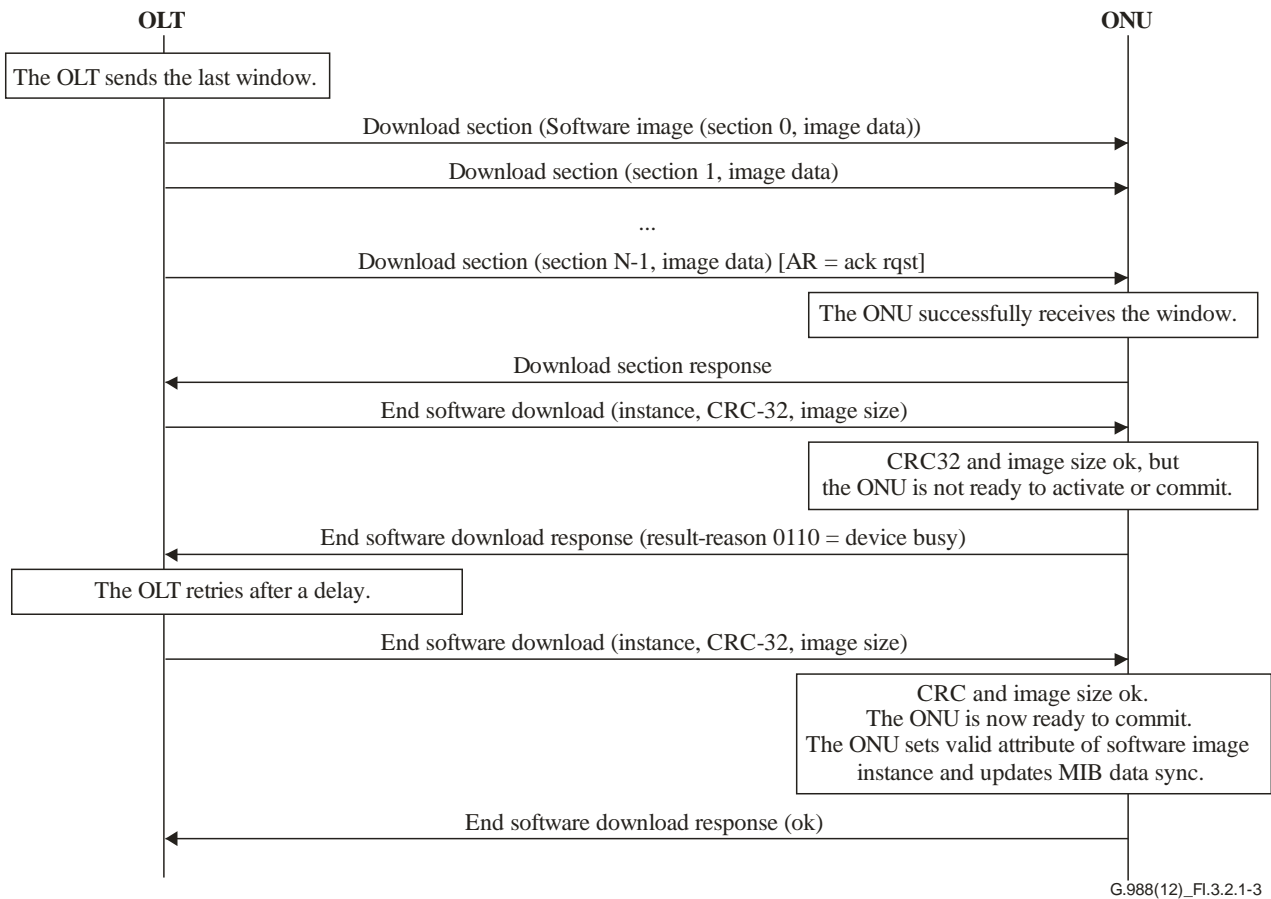 OLT
ONU
The OLT sends the last window.
Download section (Software image (section 0, image data))
Download section (section 1, image data)
...
Download section (section N-1, image data) [AR = ack rqst]
The ONU successfully receives the window.
Download section response
End software download (instance, CRC-32, image size)
CRC32 and image size ok, but
the ONU is not ready to activate or commit.
End software download response (result-reason 0110 = device busy)
The OLT retries after a delay.
End software download (instance, CRC-32, image size)
CRC and image size ok.
The ONU is now ready to commit.
The ONU sets valid attribute of software image
instance and updates MIB data sync.
End software download response (ok)
G.988(12)_FI.3.2.1-3